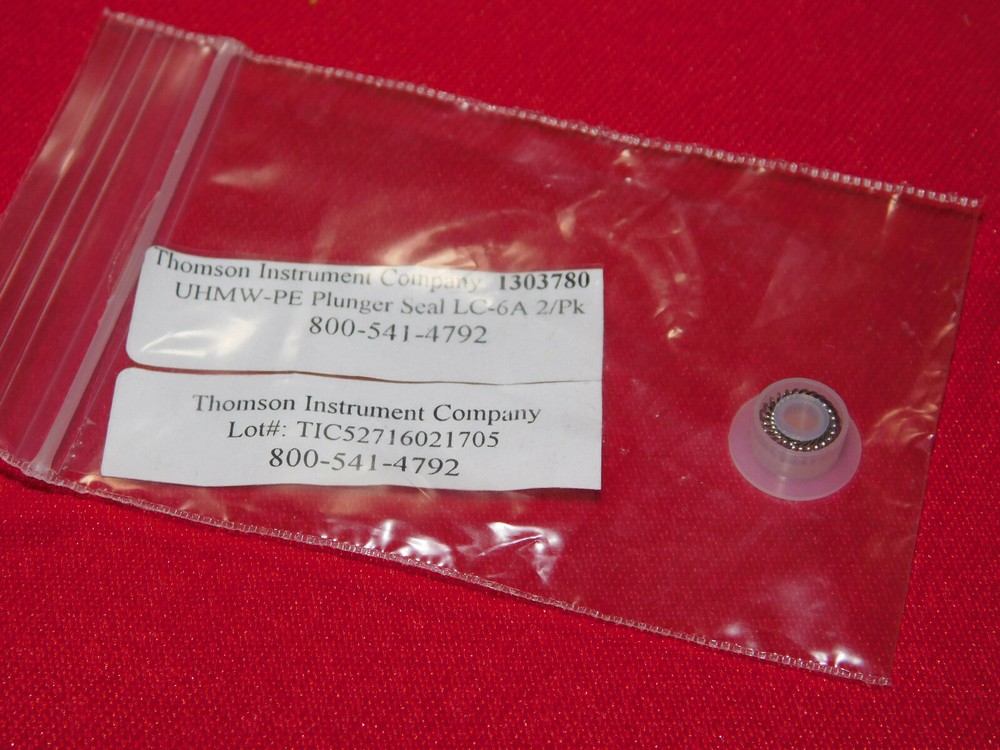 Thomson Instrument Company 1303780
UHMW-PE Plunger Seal LC-6A 2/Pk
800-541-4792
Thomson Instrument Company
Lot#: TIC52716021705
800-541-4792